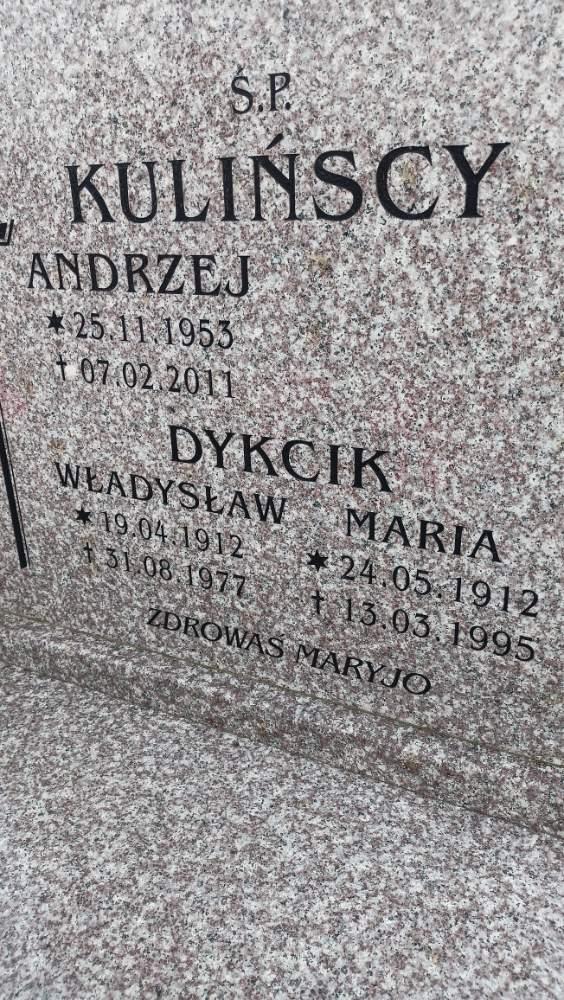 Ś.P.
KULIŃSCY
ANDRZEJ
★25.11.1953
†07.02.2011
DYKCIK
WŁADYSŁAW
★19.04.1912
†31.08.1977
MARIA
★24.05.1912
†13.03.1995
ZDROWAŚ MARYJO